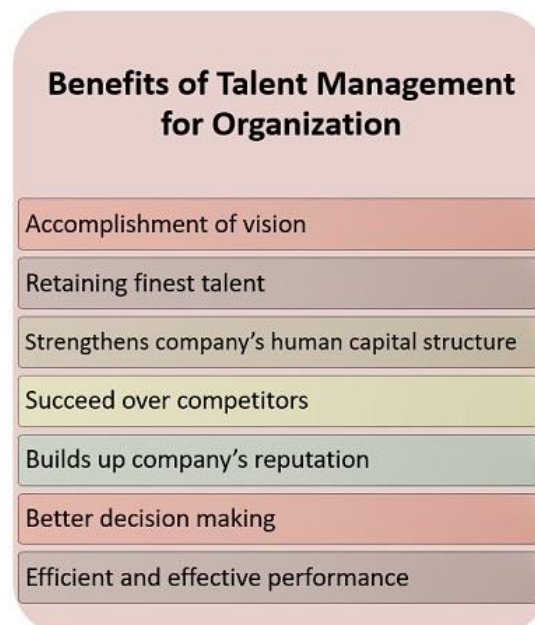 Benefits of Talent Management
for Organization
Accomplishment of vision
Retaining finest talent
Strengthens company’s human capital structure
Succeed over competitors
Builds up company’s reputation
Better decision making
Efficient and effective performance